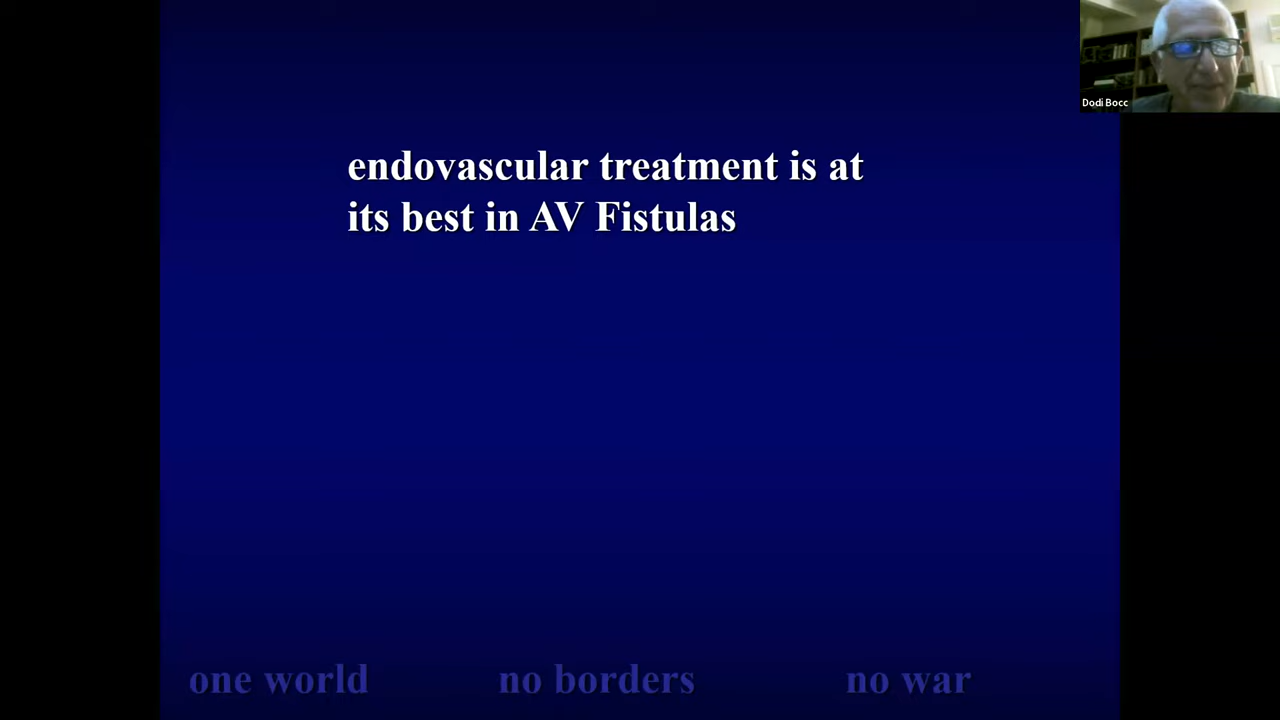 Dodi Bocc
endovascular treatment is at
its best in AV Fistulas
one world no borders no war